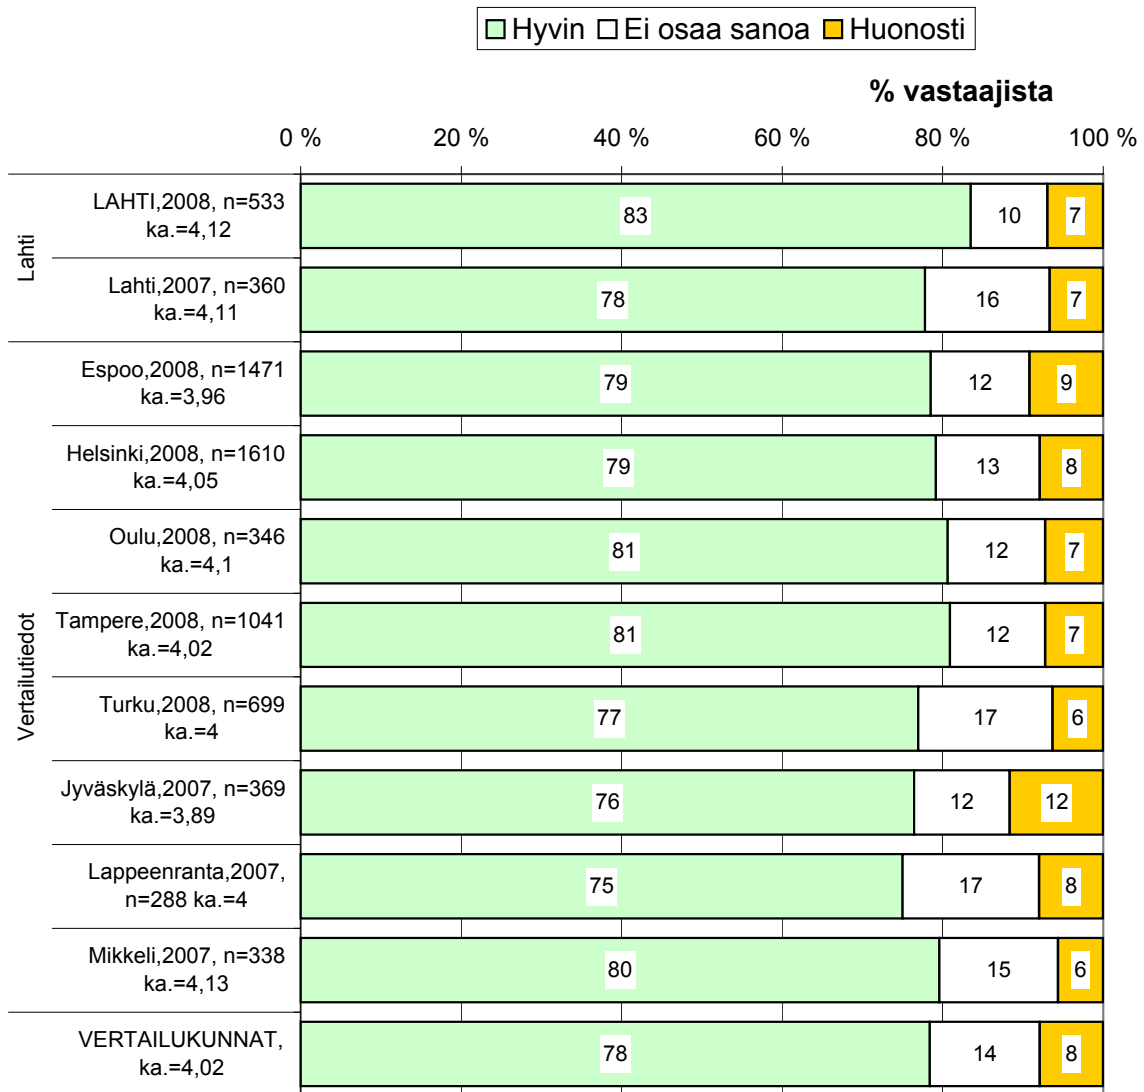 Hyvin Ei osaa sanoa Huonosti
% vastaajista
0 % 20 % 40 % 60 % 80 % 100 %
Lahti
LAHTI,2008, n=533
ka.=4,12
83 10 7
Lahti,2007, n=360
ka.=4,11
78 16 7
Vertailutiedot
Espoo,2008, n=1471
ka.=3,96
79 12 9
Helsinki,2008, n=1610
ka.=4,05
79 13 8
Oulu,2008, n=346
ka.=4,1
81 12 7
Tampere,2008, n=1041
ka.=4,02
81 12 7
Turku,2008, n=699
ka.=4
77 17 6
Jyväskylä,2007, n=369
ka.=3,89
76 12 12
Lappeenranta,2007,
n=288 ka.=4
75 17 8
Mikkeli,2007, n=338
ka.=4,13
80 15 6
VERTAILUKUNNAT,
ka.=4,02
78 14 8